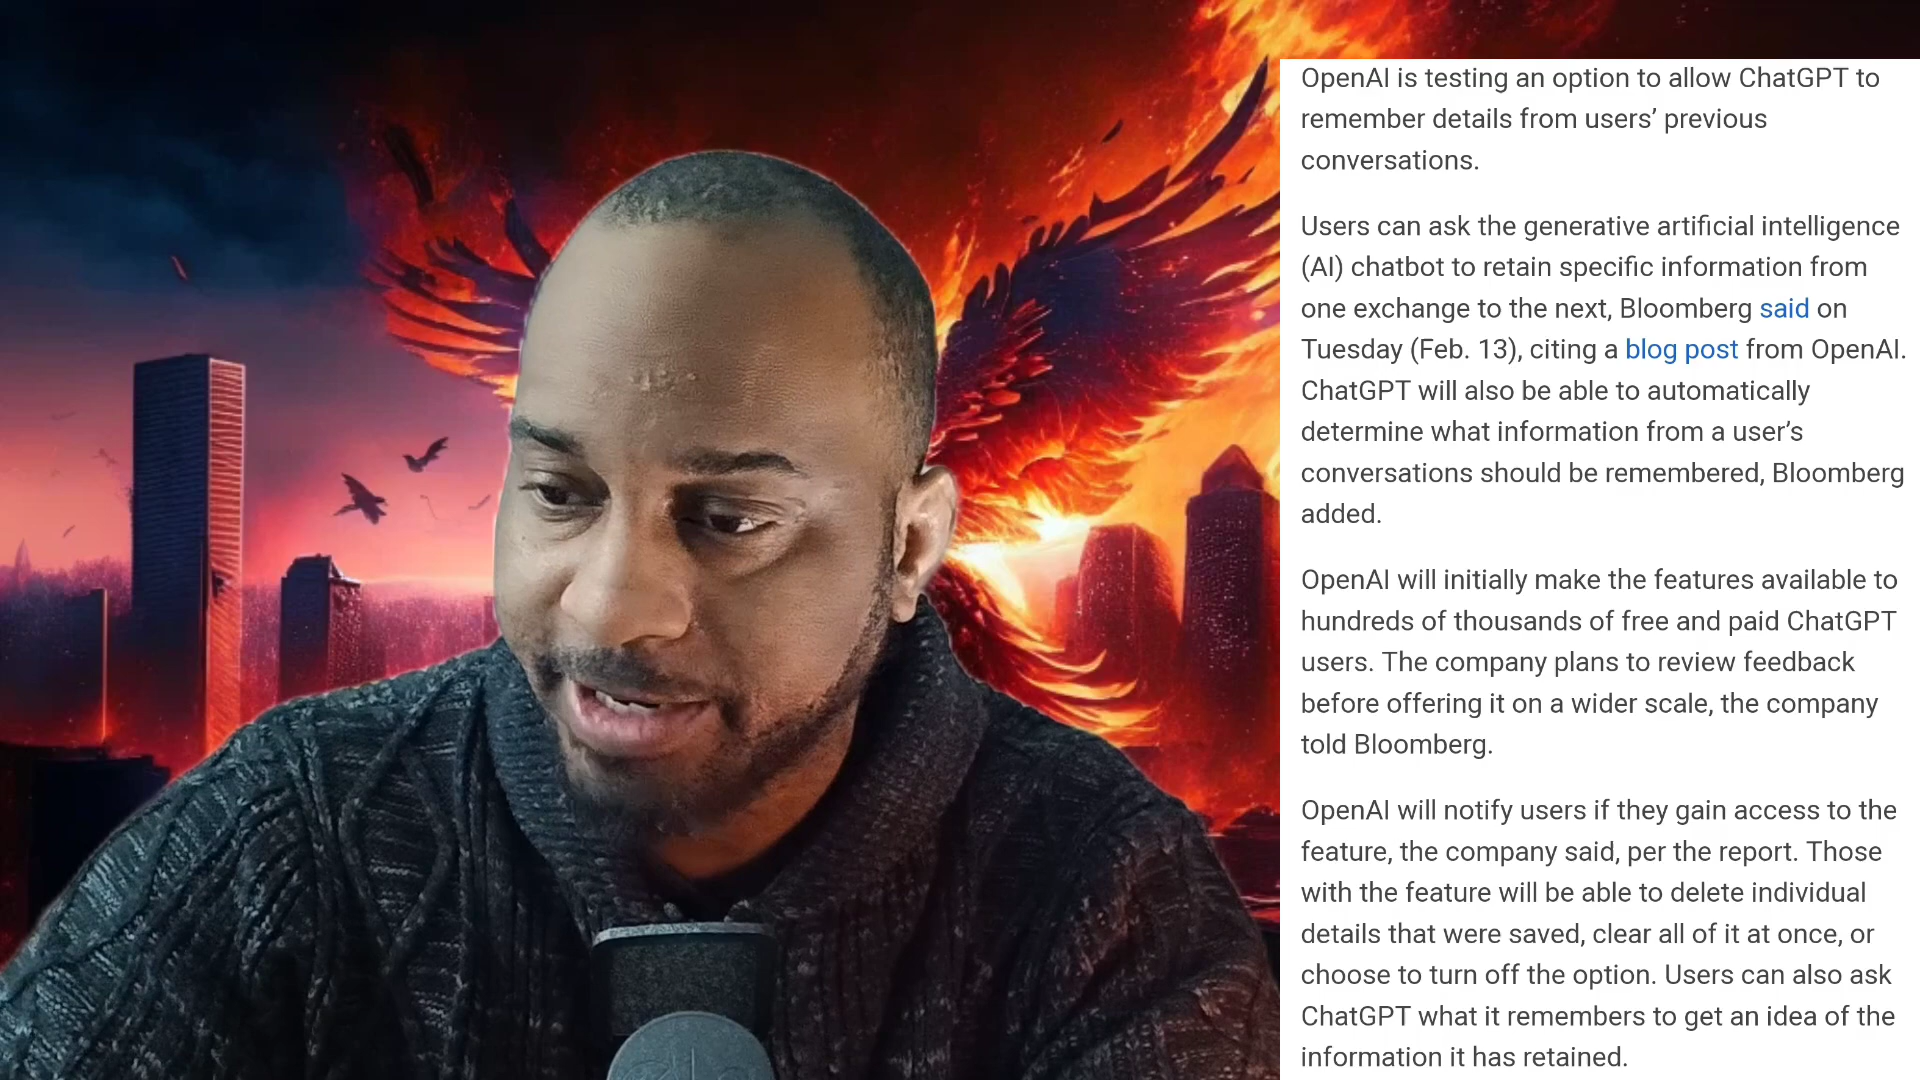 OpenAI is testing an option to allow ChatGPT to
remember details from users’ previous
conversations.
Users can ask the generative artificial intelligence
(AI) chatbot to retain specific information from
one exchange to the next, Bloomberg said on
Tuesday (Feb. 13), citing a blog post from OpenAI.
ChatGPT will also be able to automatically
determine what information from a user’s
conversations should be remembered, Bloomberg
added.
OpenAI will initially make the features available to
hundreds of thousands of free and paid ChatGPT
users. The company plans to review feedback
before offering it on a wider scale, the company
told Bloomberg.
OpenAI will notify users if they gain access to the
feature, the company said, per the report. Those
with the feature will be able to delete individual
details that were saved, clear all of it at once, or
choose to turn off the option. Users can also ask
ChatGPT what it remembers to get an idea of the
information it has retained.